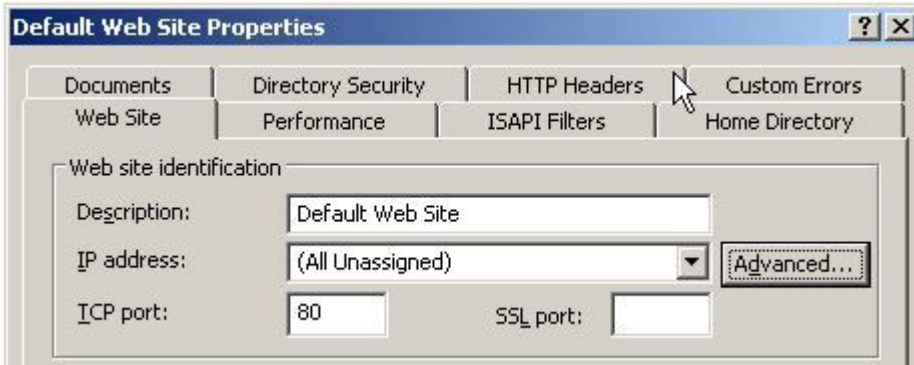 Default Web Site Properties
Documents Directory Security HTTP Headers Custom Errors
Web Site Performance ISAPI Filters Home Directory
Web site identification
Description: Default Web Site
IP address: (All Unassigned) Advanced...
TCP port: 80 SSL port: